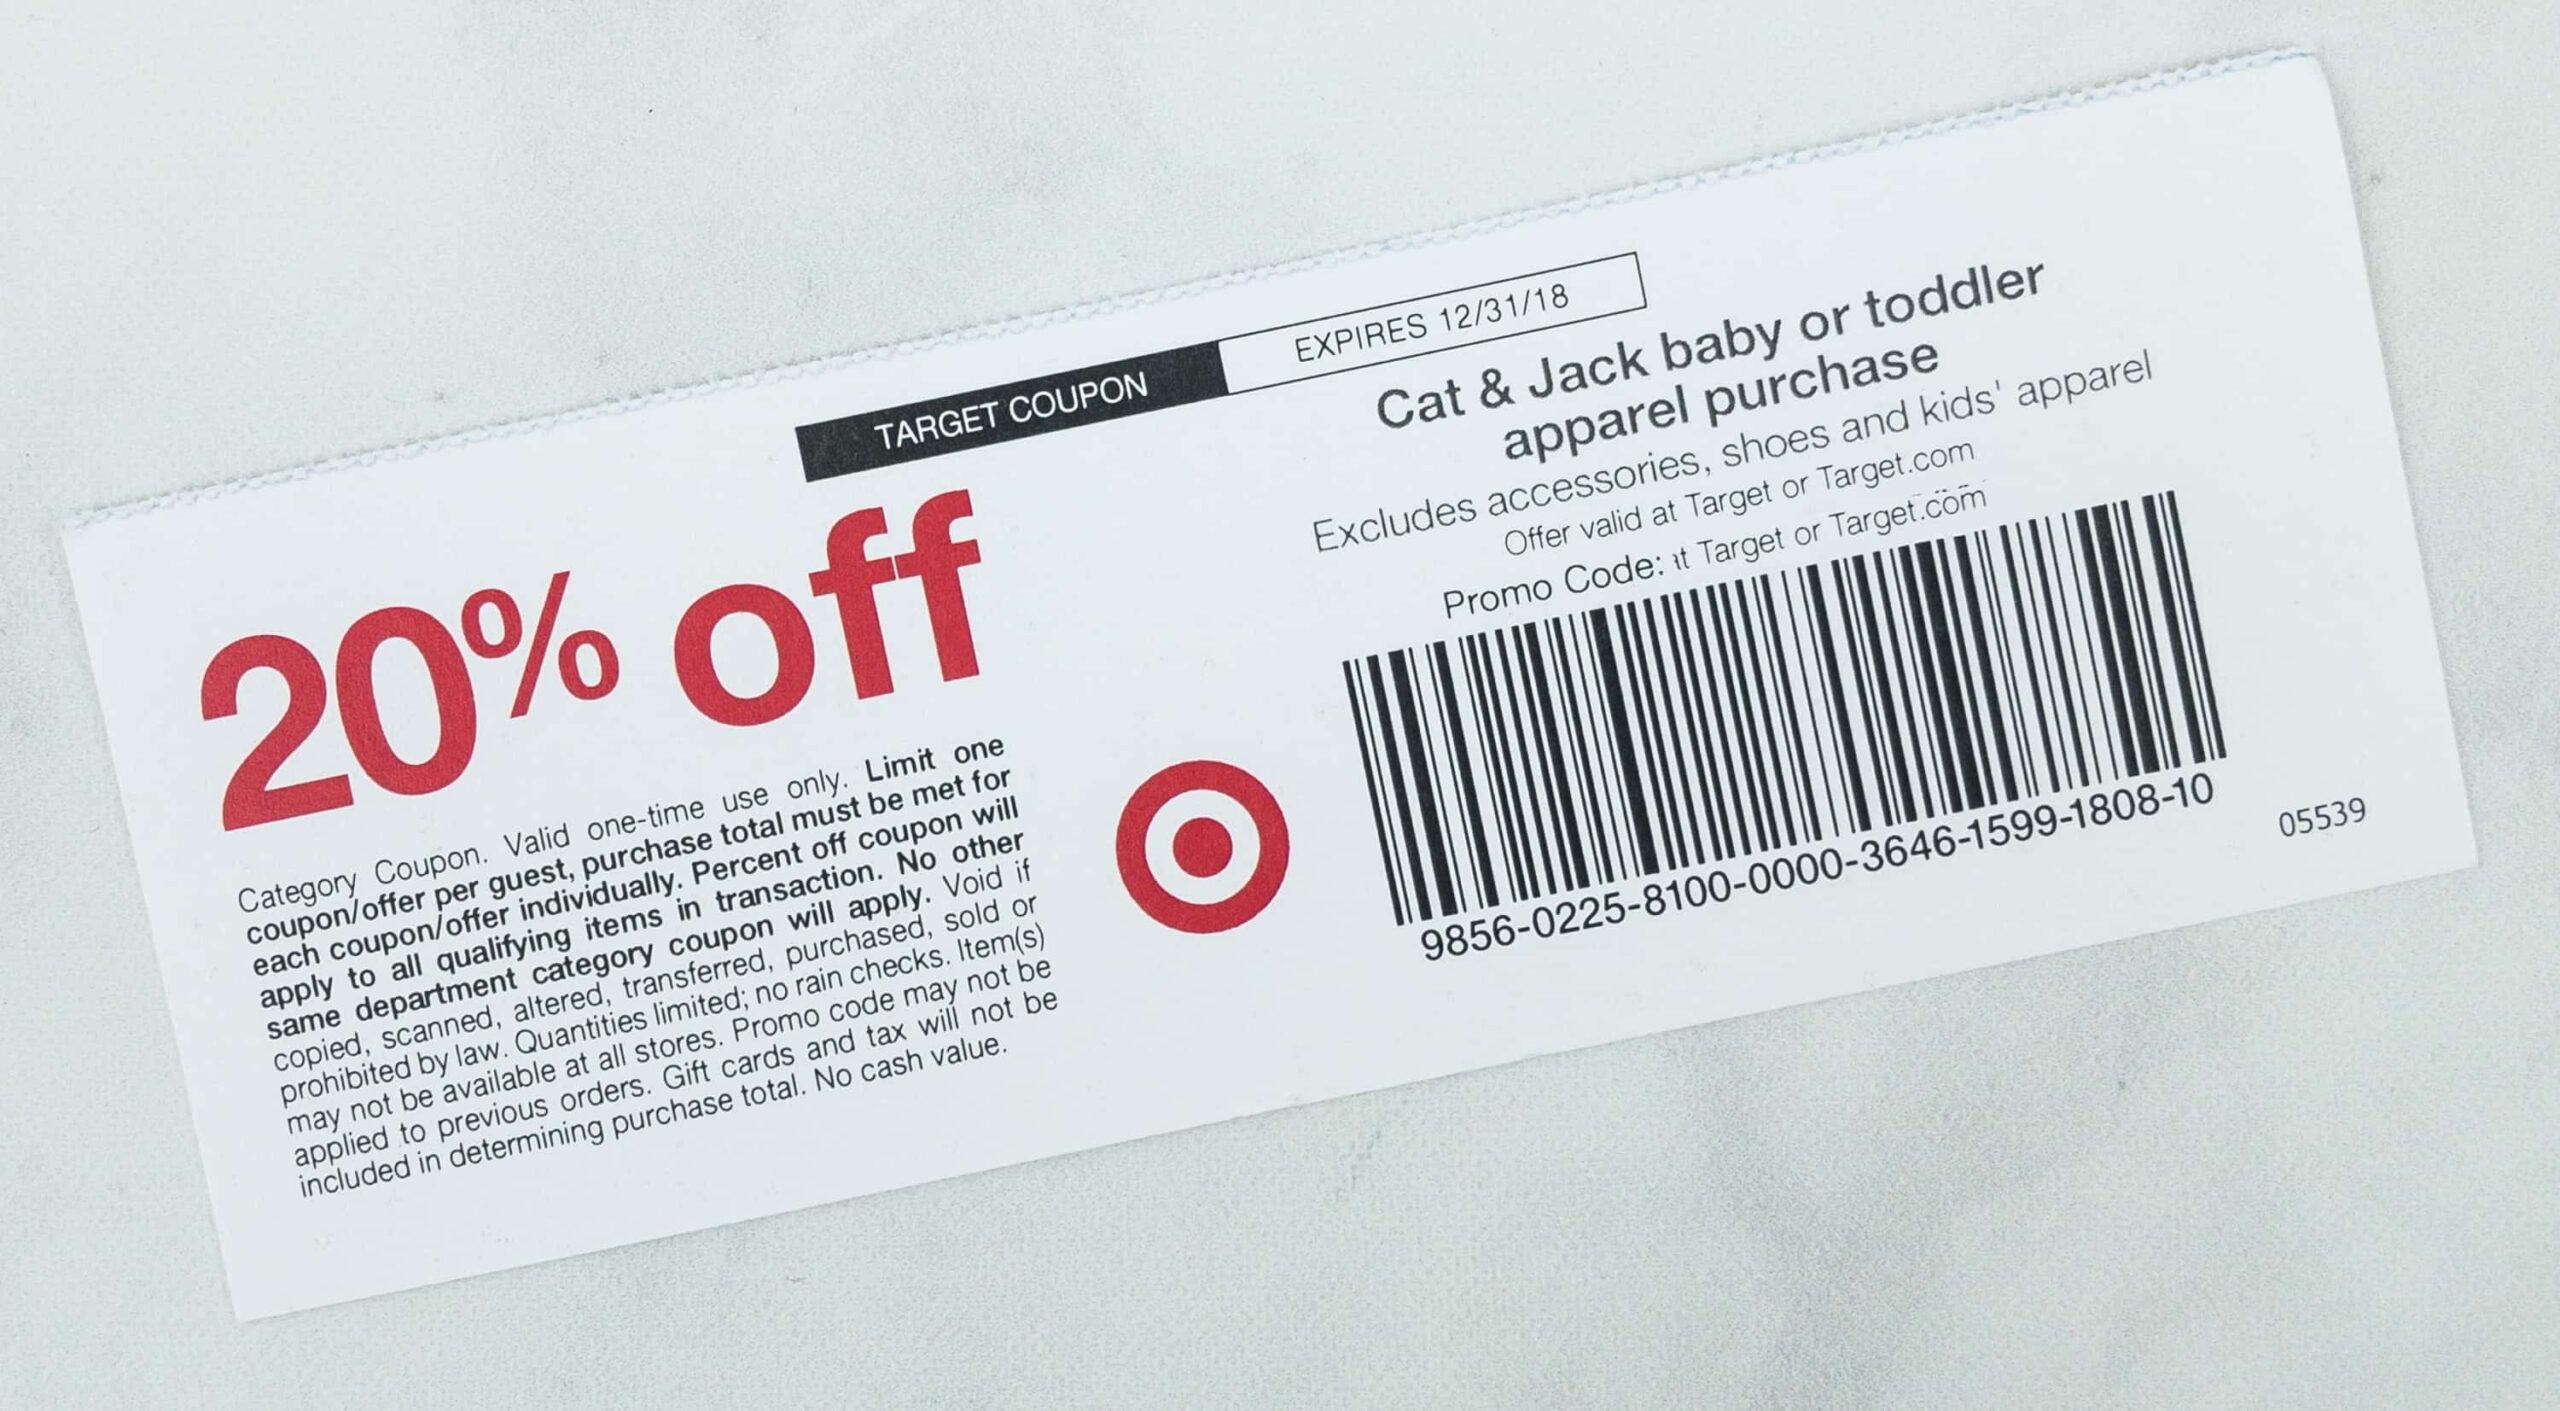 TARGET COUPON
EXPIRES 12/31/18
20% off
Category Coupon. Valid one-time use only. Limit one
coupon/offer per guest, purchase total must be met for
each coupon/offer individually. Percent off coupon will
apply to all qualifying items in transaction. No other
same department category coupon will apply. Void if
copied, scanned, altered, transferred, purchased, sold or
prohibited by law. Quantities limited; no rain checks. Item(s)
may not be available at all stores. Promo code may not be
applied to previous orders. Gift cards and tax will not be
included in determining purchase total. No cash value.
Cat & Jack baby or toddler
apparel purchase
Excludes accessories, shoes and kids' apparel
Offer valid at Target or Target.com
Promo Code: Target or Target.com
9856-0225-8100-0000-3646-1599-1808-10
05539